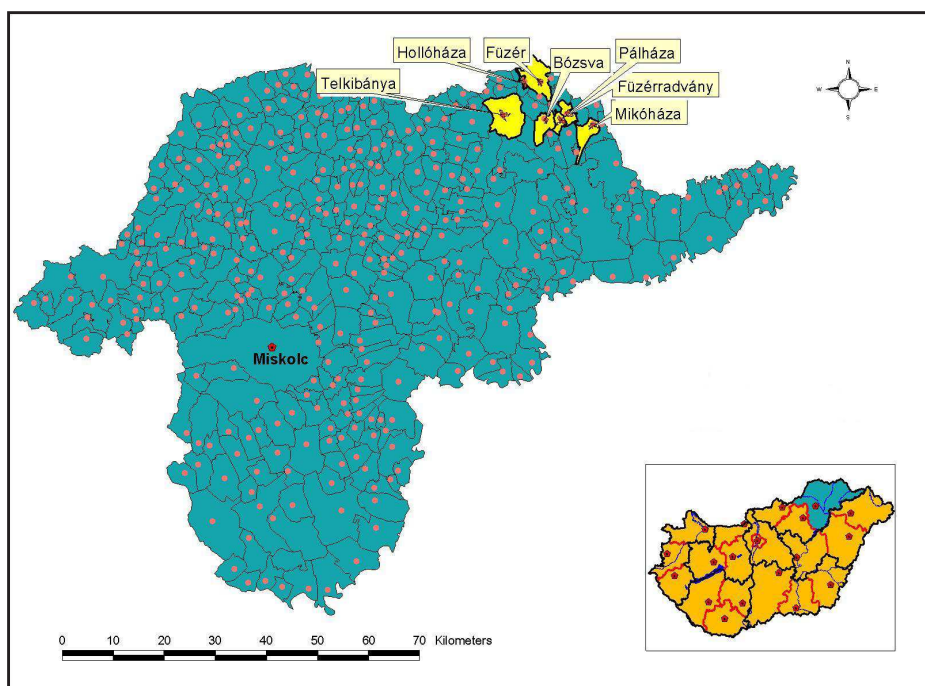 Hollóháza
Füzér
Pálháza
Bózsva
Telkibánya
Füzérradvány
Mikóháza
N
W
E
S
Miskolc
0 10 20 30 40 50 60 70 Kilometers